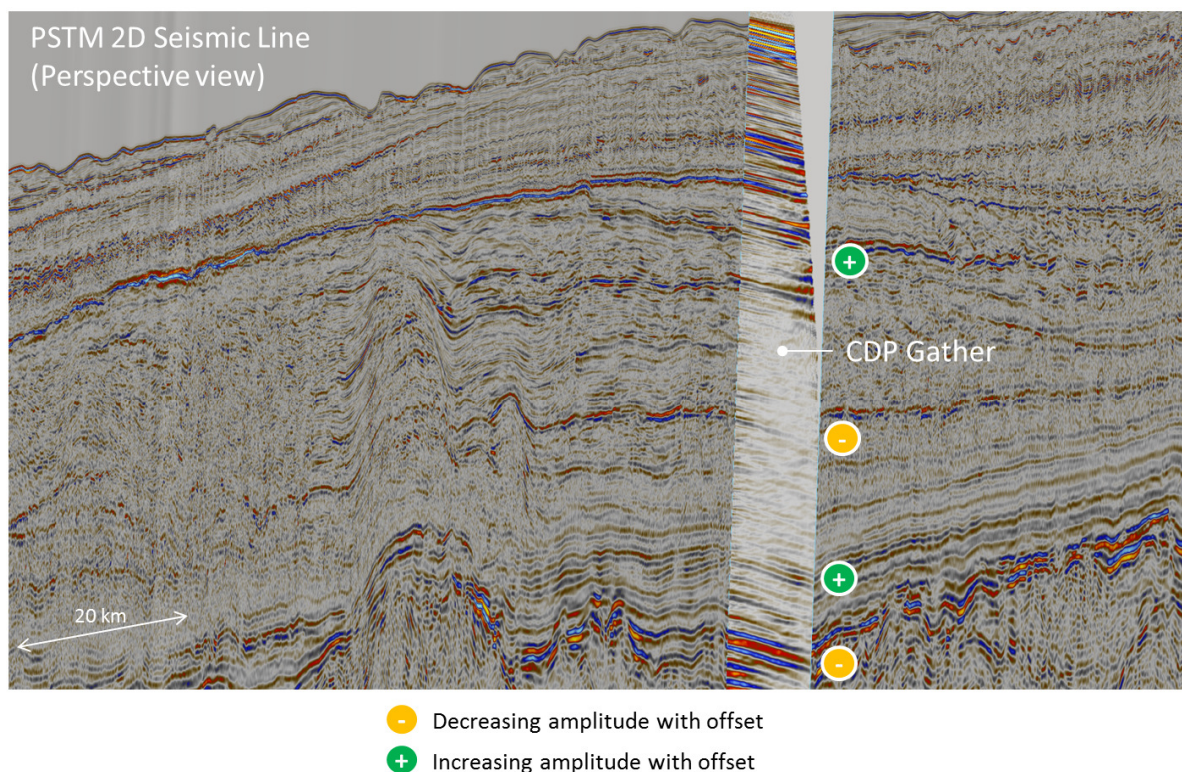 PSTM 2D Seismic Line
(Perspective view)
+
CDP Gather
-
+
20 km
-
- Decreasing amplitude with offset
+ Increasing amplitude with offset